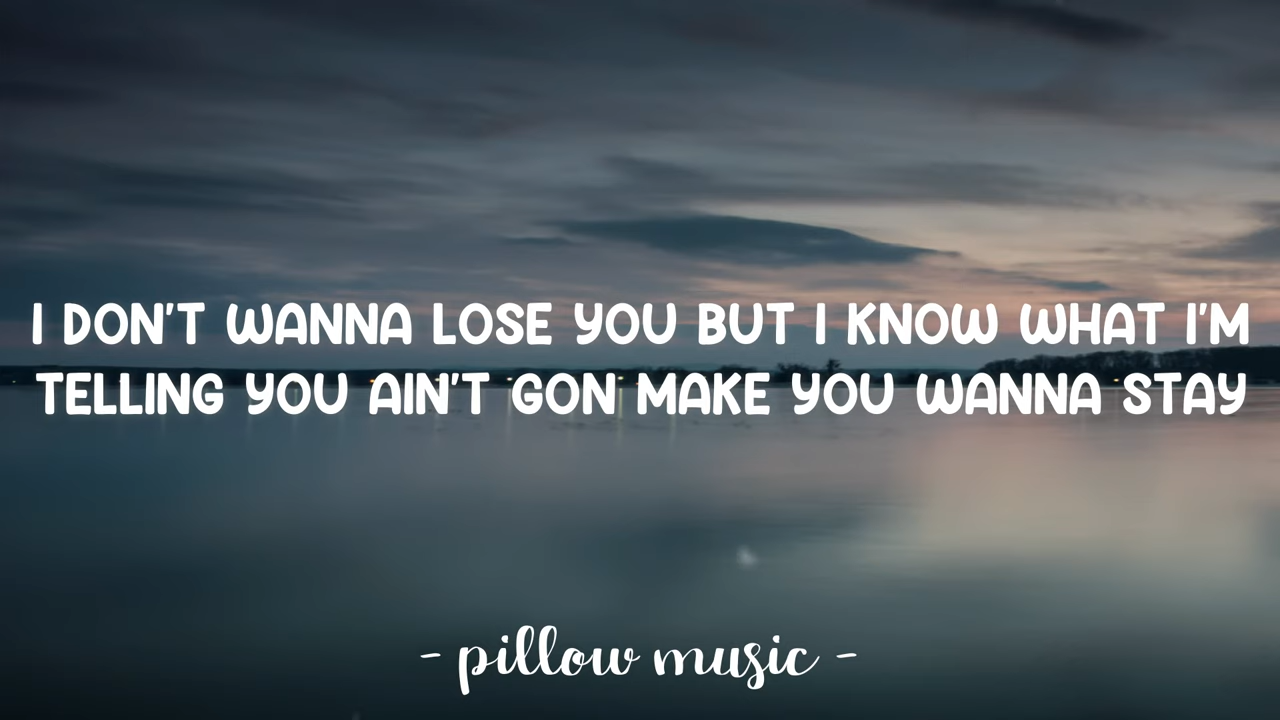 I DON'T WANNA LOSE YOU BUT I KNOW WHAT I'M
TELLING YOU AIN'T GON MAKE YOU WANNA STAY
- pillow music -